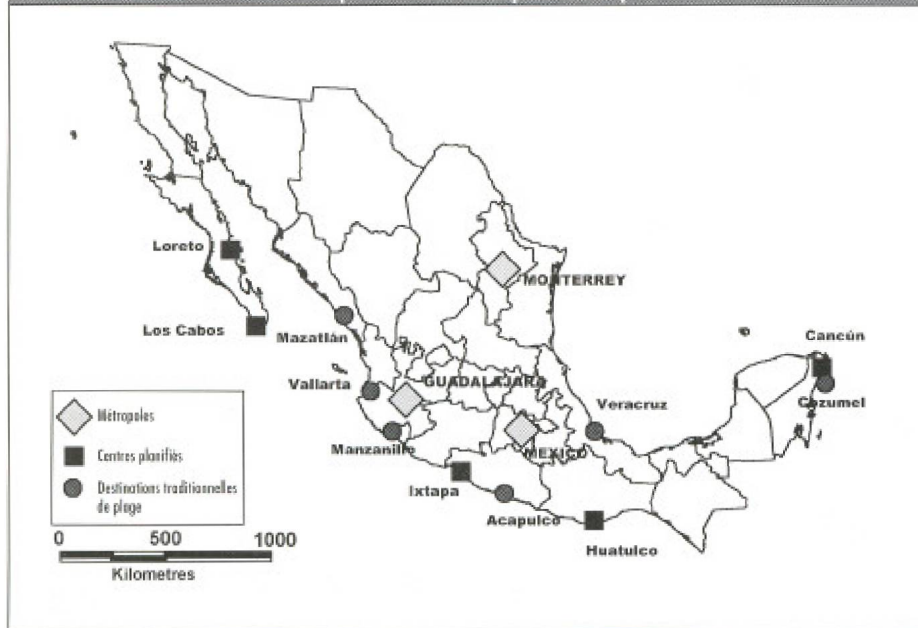 Loreto
MONTERREY
Los Cabos
Mazatlán
Cancún
Vallarta
GUADALAJARA
Cozumel
Veracruz
Manzanillo
MEXICO
Ixtapa
Acapulco
Huatulco
Métropoles
Centres planifiés
Destinations traditionnelles
de plage
0 500 1000
Kilometres